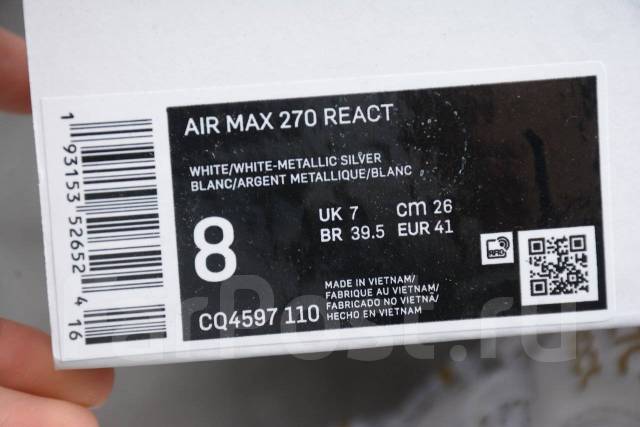 AIR MAX 270 REACT
WHITE/WHITE-METALLIC SILVER
BLANC/ARGENT METALLIQUE/BLANC
8
UK 7 cm 26
BR 39.5 EUR 41
RFID
MADE IN VIETNAM/
FABRIQUE AU VIETNAM/
FABRICADO NO VIETNÃ/
HECHO EN VIETNAM
CQ4597 110
1 93153 52652 4 16
FarPost.ru